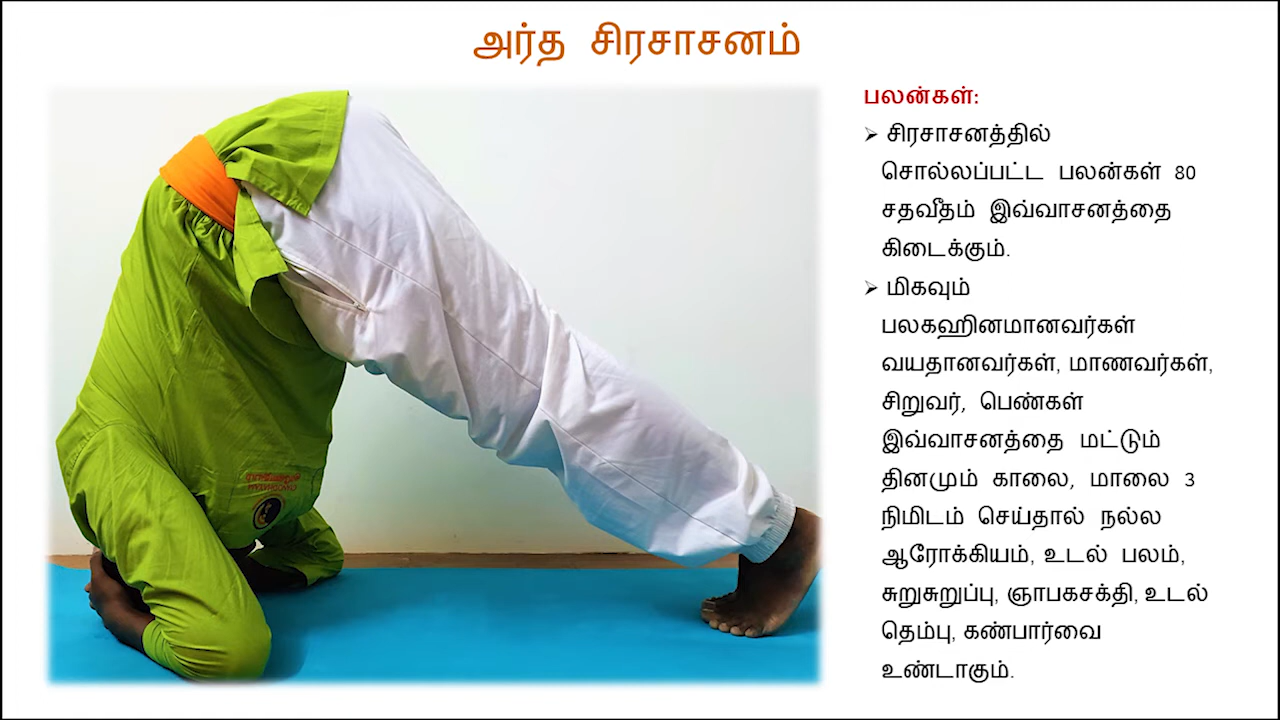 அர்த சிரசாசனம்
பலன்கள்:
➢ சிரசாசனத்தில்
சொல்லப்பட்ட பலன்கள் 80
சதவீதம் இவ்வாசனத்தை
கிடைக்கும்.
➢ மிகவும்
பலகஹினமானவர்கள்
வயதானவர்கள், மாணவர்கள்,
சிறுவர், பெண்கள்
இவ்வாசனத்தை மட்டும்
தினமும் காலை, மாலை 3
நிமிடம் செய்தால் நல்ல
ஆரோக்கியம், உடல் பலம்,
சுறுசுறுப்பு, ஞாபகசக்தி, உடல்
தெம்பு, கண்பார்வை
உண்டாகும்.